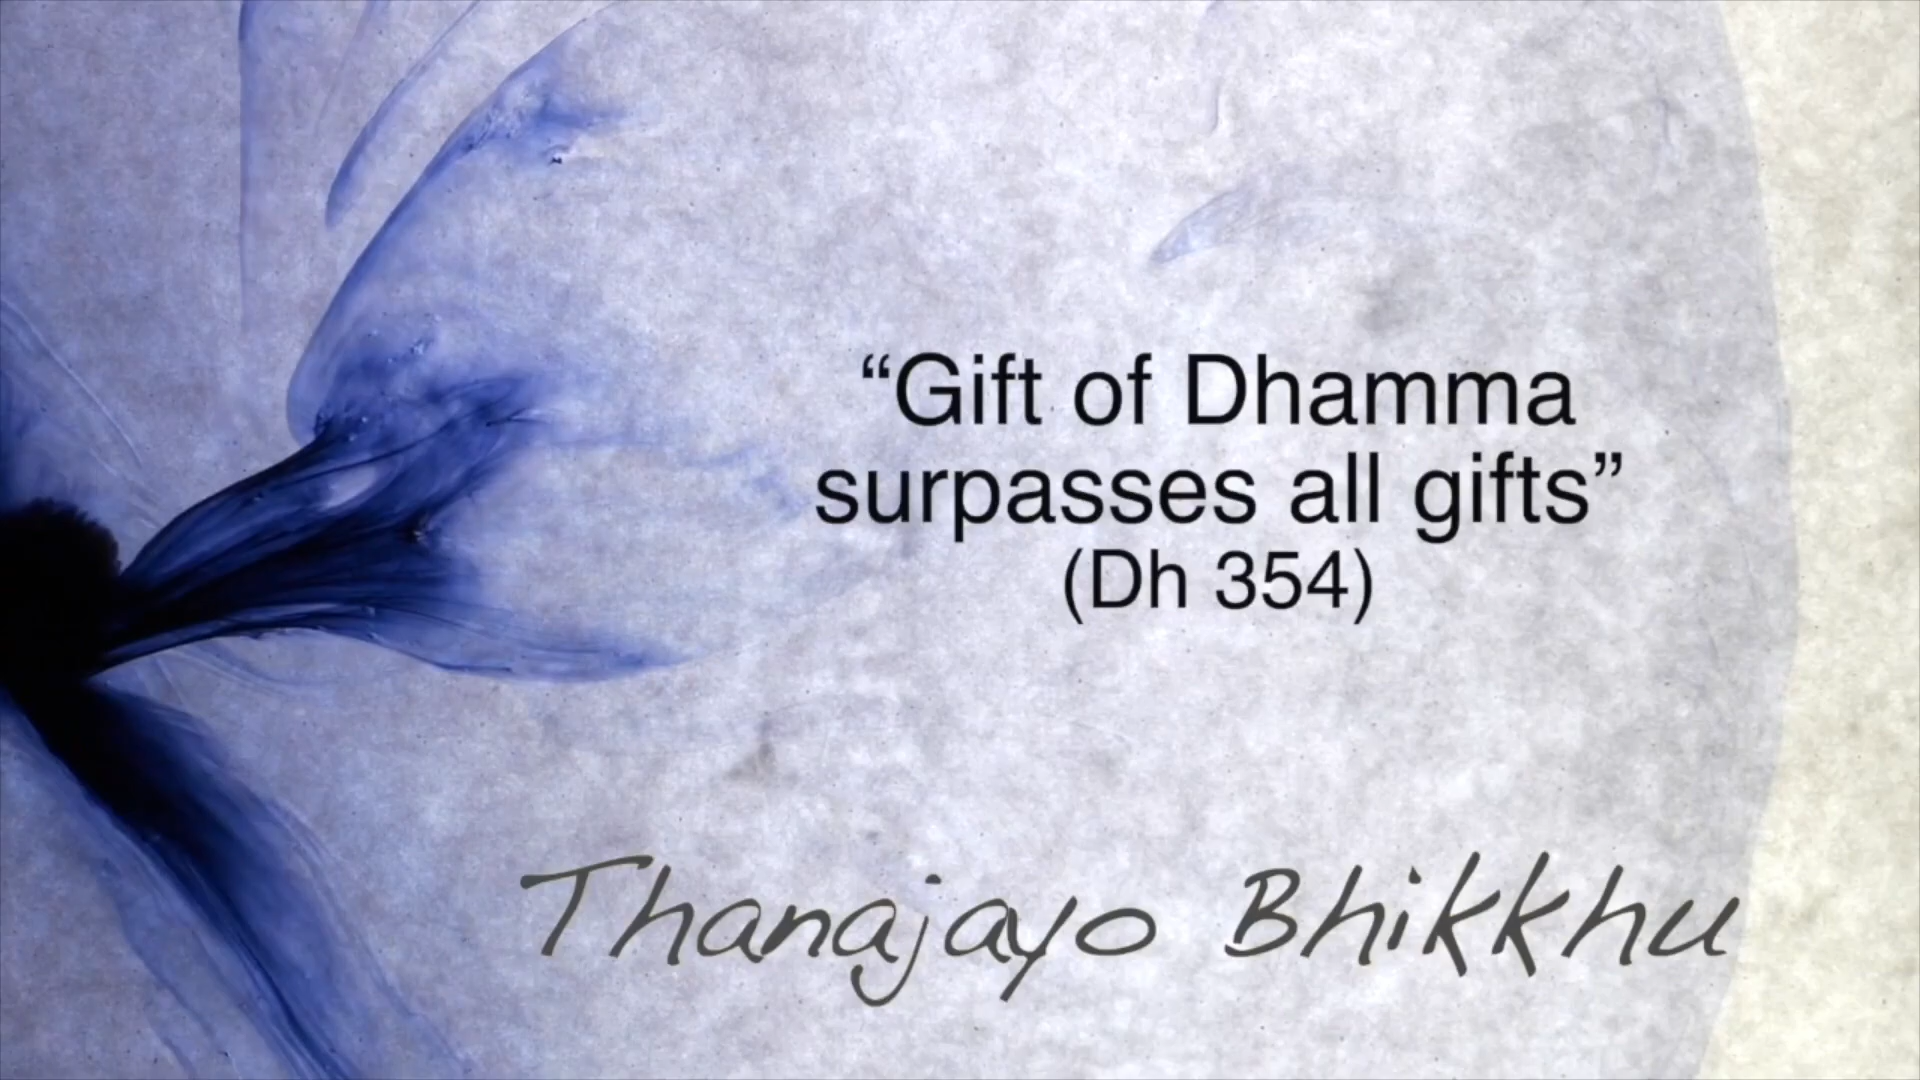 “Gift of Dhamma
surpasses all gifts”
(Dh 354)
Thanajayo Bhikkhu